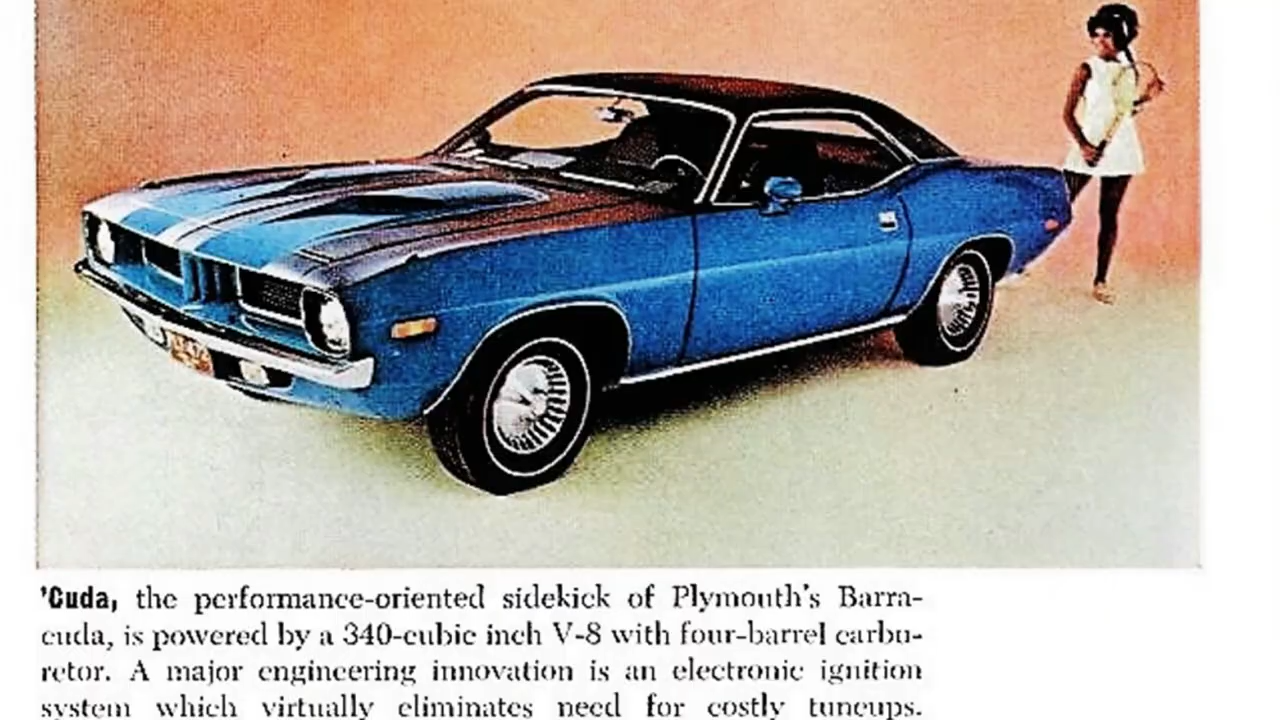 'Cuda, the performance-oriented sidekick of Plymouth's Barra-
cuda, is powered by a 340-cubic inch V-8 with four-barrel carbu-
retor. A major engineering innovation is an electronic ignition
system which virtually eliminates need for costly tuneups.